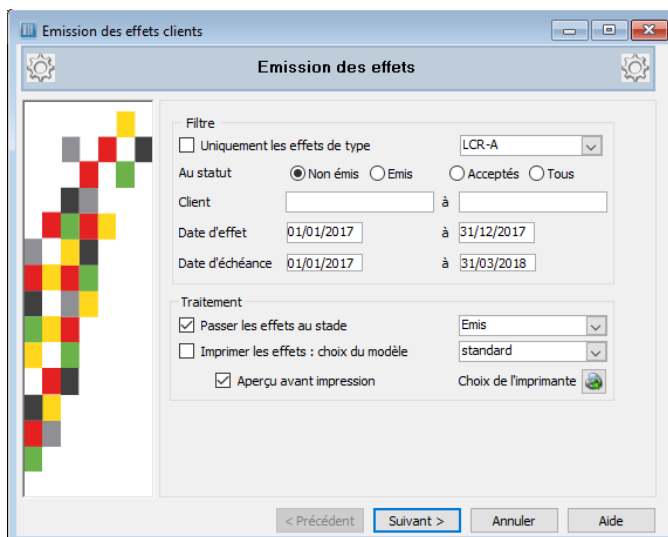 Emission des effets clients
Emission des effets
Filtre
Uniquement les effets de type LCR-A
Au statut Non émis Emis Acceptés Tous
Client à
Date d'effet 01/01/2017 à 31/12/2017
Date d'échéance 01/01/2017 à 31/03/2018
Traitement
Passer les effets au stade Emis
Imprimer les effets : choix du modèle standard
Aperçu avant impression Choix de l'imprimante
< Précédent Suivant > Annuler Aide